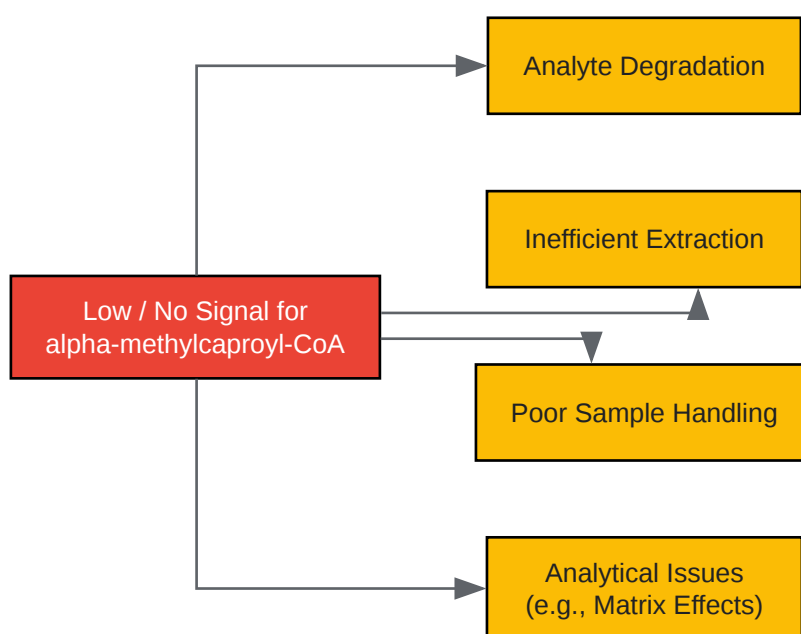 Analyte Degradation
Inefficient Extraction
Low / No Signal for
alpha-methylcaproyl-CoA
Poor Sample Handling
Analytical Issues
(e.g., Matrix Effects)